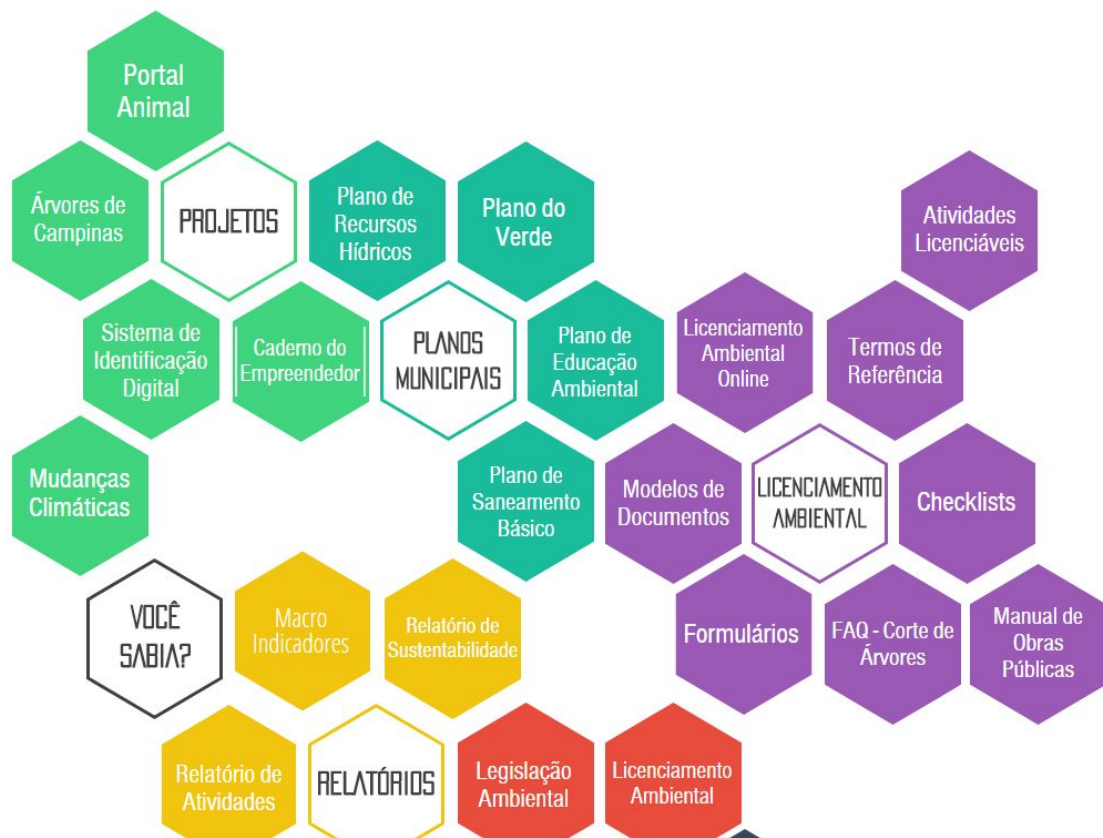 Portal
Animal
Árvores de
Campinas
PROJETOS
Plano de
Recursos
Hídricos
Plano do
Verde
Atividades
Licenciáveis
Sistema de
Identificação
Digital
Caderno do
Empreendedor
PLANOS
MUNICIPAIS
Plano de
Educação
Ambiental
Licenciamento
Ambiental
Online
Termos de
Referência
Mudanças
Climáticas
Plano de
Saneamento
Básico
Modelos de
Documentos
LICENCIAMENTO
AMBIENTAL
Checklists
VOCÊ
SABIA?
Macro
Indicadores
Relatório de
Sustentabilidade
Formulários
FAQ - Corte de
Árvores
Manual de
Obras
Públicas
Relatório de
Atividades
RELATÓRIOS
Legislação
Ambiental
Licenciamento
Ambiental